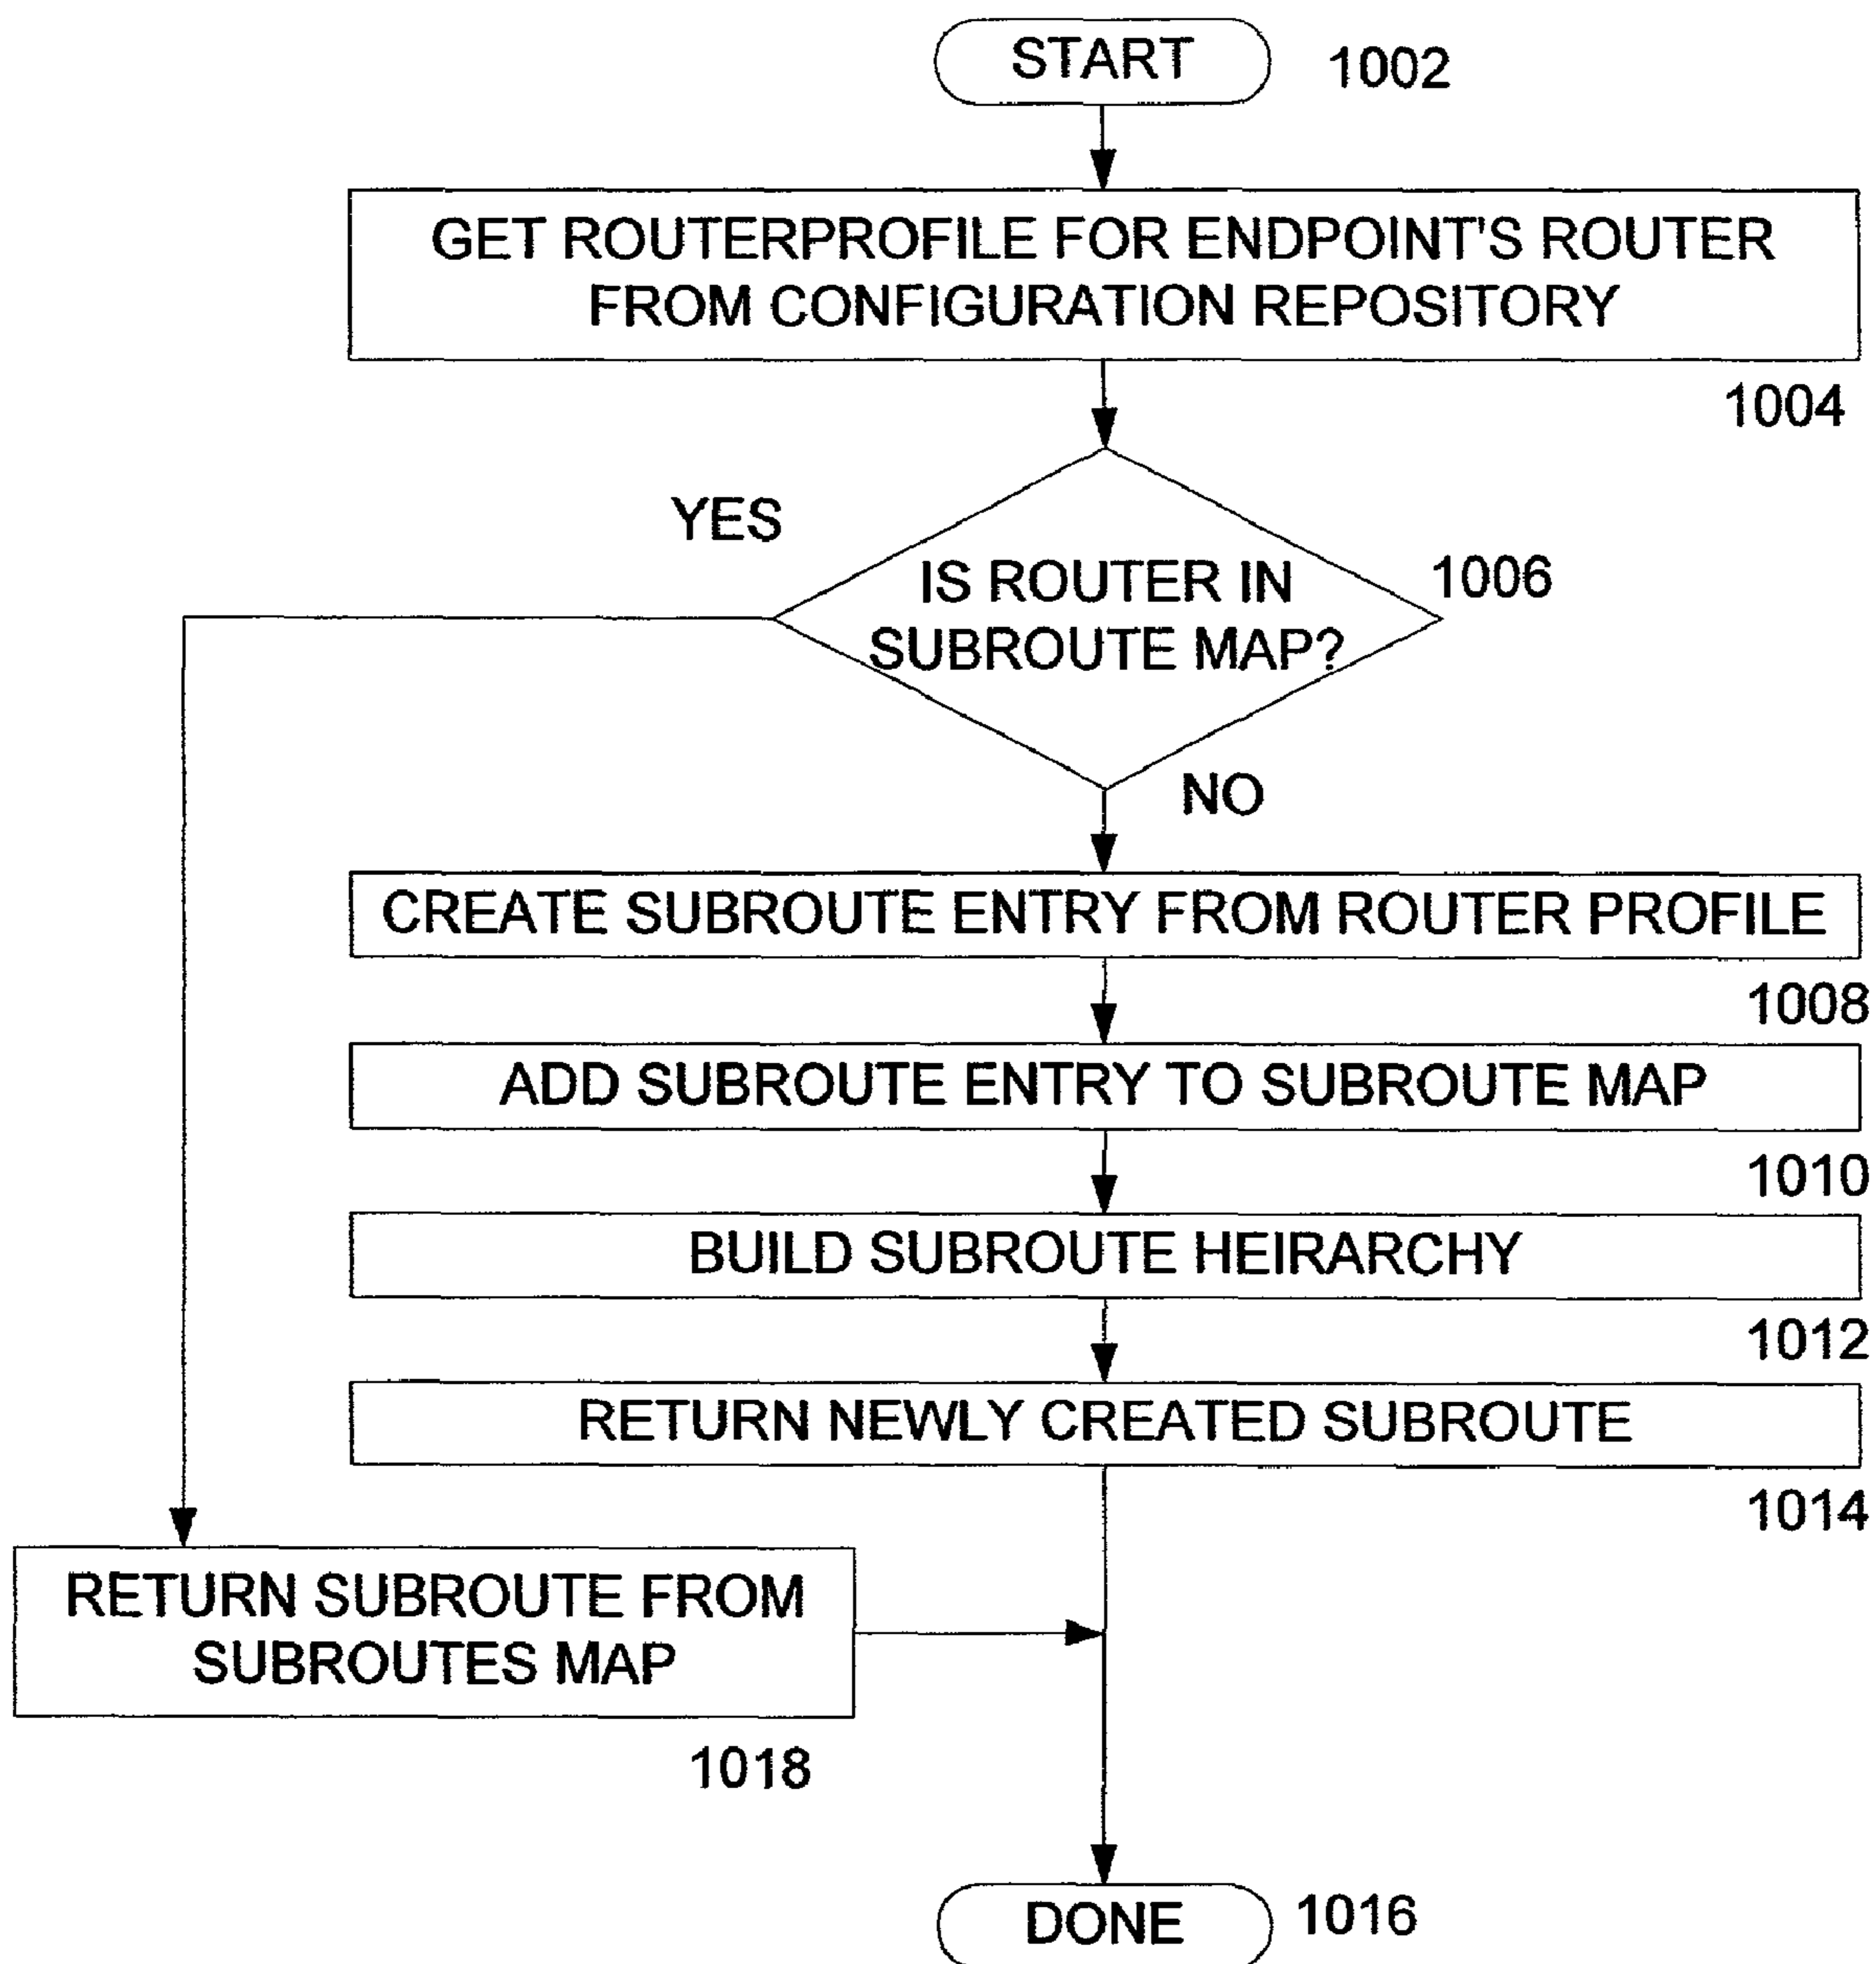 START
1002
GET ROUTERPROFILE FOR ENDPOINT'S ROUTER
FROM CONFIGURATION REPOSITORY
1004
YES
IS ROUTER IN
SUBROUTE MAP?
1006
NO
CREATE SUBROUTE ENTRY FROM ROUTER PROFILE
1008
ADD SUBROUTE ENTRY TO SUBROUTE MAP
1010
BUILD SUBROUTE HEIRARCHY
1012
RETURN NEWLY CREATED SUBROUTE
1014
RETURN SUBROUTE FROM
SUBROUTES MAP
1018
DONE
1016